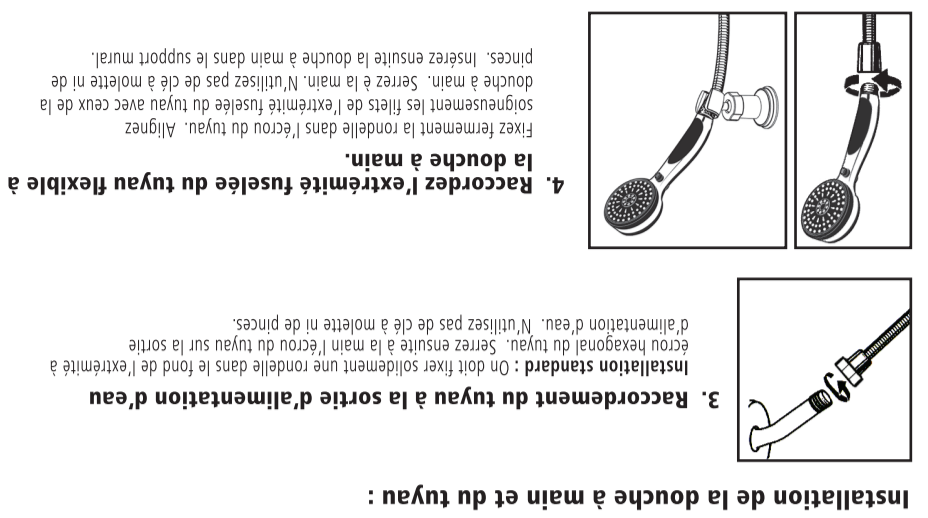 Installation de la douche à main et du tuyau :
3. Raccordement du tuyau à la sortie d'alimentation d'eau
Installation standard : On doit fixer solidement une rondelle dans le fond de l'extrémité à
écrou hexagonal du tuyau. Serrez ensuite à la main l'écrou du tuyau sur la sortie
d'alimentation d'eau. N'utilisez pas de clé à molette ni de pinces.
4. Raccordez l'extrémité fuselée du tuyau flexible à
la douche à main.
Fixez fermement la rondelle dans l'écrou du tuyau. Alignez
soigneusement les filets de l'extrémité fuselée du tuyau avec ceux de la
douche à main. Serrez è la main. N'utilisez pas de clé à molette ni de
pinces. Insérez ensuite la douche à main dans le support mural.